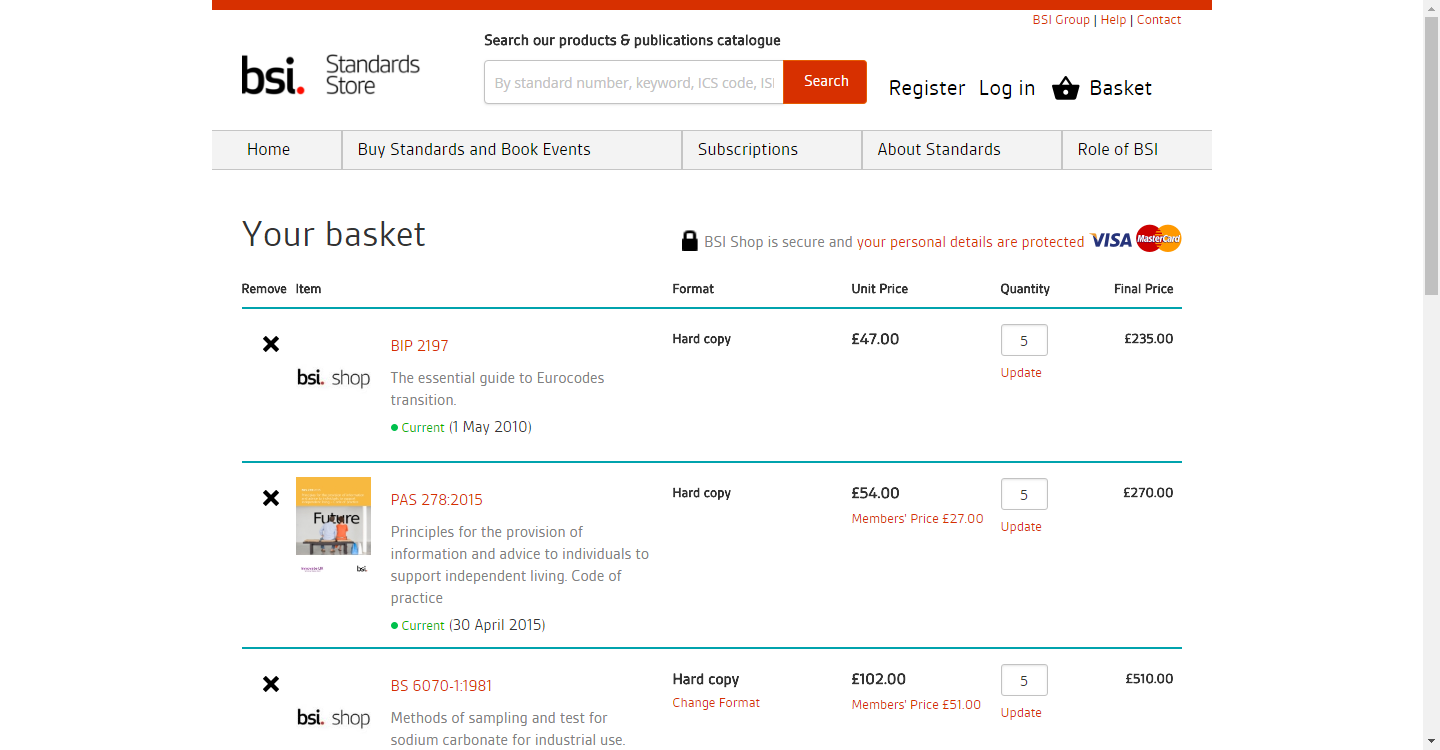 BSI Group | Help | Contact
Search our products & publications catalogue
bsi. Standards Store
By standard number, keyword, ICS code, ISI
Search
Register Log in Basket
Home Buy Standards and Book Events Subscriptions About Standards Role of BSI
Your basket
BSI Shop is secure and your personal details are protected VISA MasterCard
Remove Item Format Unit Price Quantity Final Price
BIP 2197 Hard copy £47.00 5 £235.00
Update
bsi. shop
The essential guide to Eurocodes
transition.
Current (1 May 2010)
PAS 278:2015 Hard copy £54.00 5 £270.00
Members' Price £27.00
Update
Future
bsi.
Principles for the provision of
information and advice to individuals to
support independent living. Code of
practice
Current (30 April 2015)
BS 6070-1:1981 Hard copy £102.00 5 £510.00
Change Format Members' Price £51.00
Update
bsi. shop
Methods of sampling and test for
sodium carbonate for industrial use.